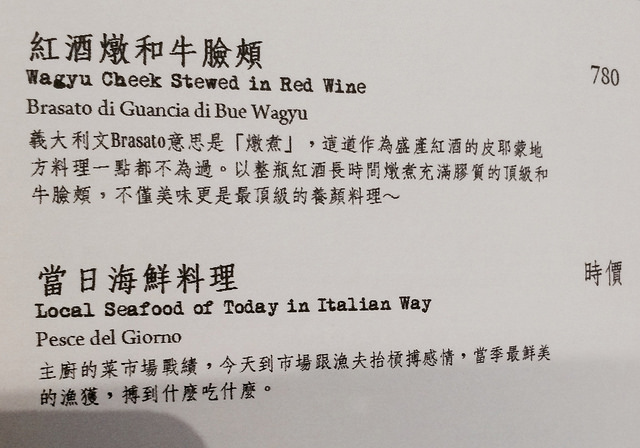 紅酒燉和牛臉頰
780
Wagyu Cheek Stewed in Red Wine
Brasato di Guancia di Bue Wagyu
義大利文Brasato意思是「燉煮」，這道作為盛產紅酒的皮耶蒙地
方料理一點都不為過。以整瓶紅酒長時間燉煮充滿膠質的頂級和
牛臉頰，不僅美味更是最頂級的養顏料理～
當日海鮮料理
時價
Local Seafood of Today in Italian Way
Pesce del Giorno
主廚的菜市場戰績，今天到市場跟漁夫抬槓搏感情，當季最鮮美
的漁獲，搏到什麼吃什麼。